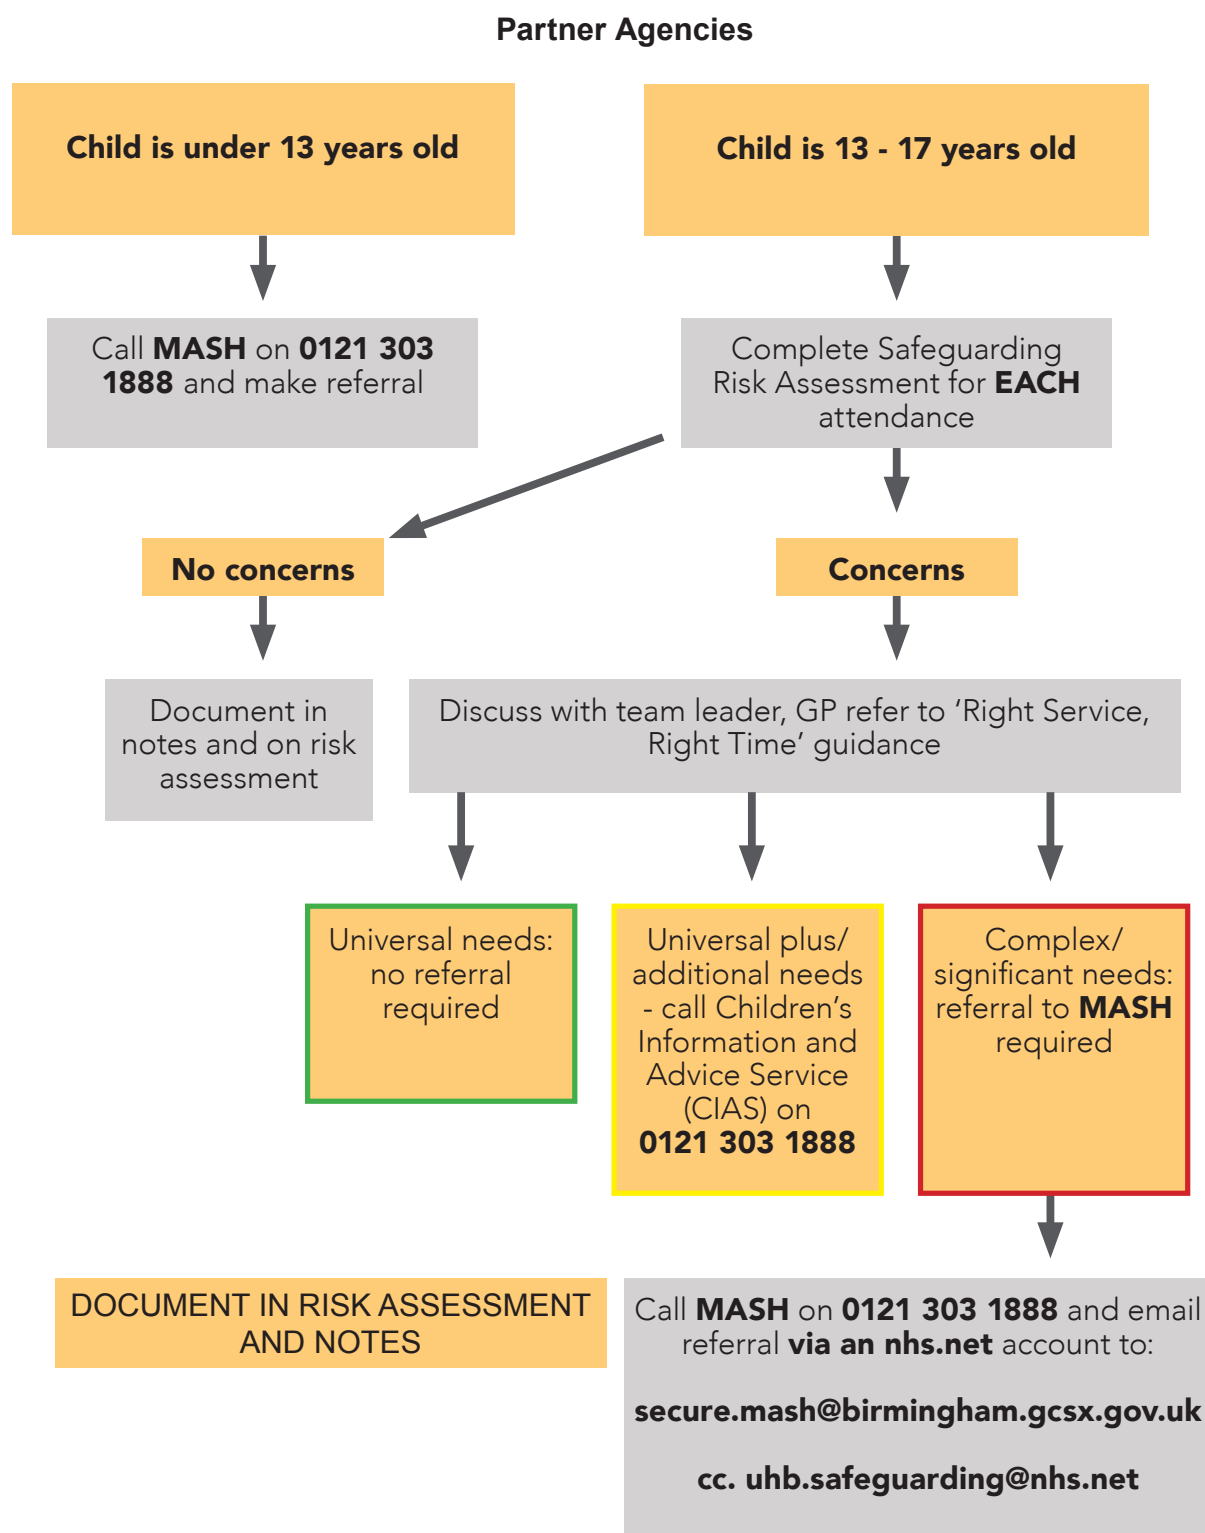 Partner Agencies
Child is under 13 years old
Child is 13 - 17 years old
Call MASH on 0121 303
1888 and make referral
Complete Safeguarding
Risk Assessment for EACH
attendance
No concerns
Concerns
Document in
notes and on risk
assessment
Discuss with team leader, GP refer to ‘Right Service,
Right Time’ guidance
Universal needs:
no referral
required
Universal plus/
additional needs
- call Children’s
Information and
Advice Service
(CIAS) on
0121 303 1888
Complex/
significant needs:
referral to MASH
required
DOCUMENT IN RISK ASSESSMENT
AND NOTES
Call MASH on 0121 303 1888 and email
referral via an nhs.net account to:
secure.mash@birmingham.gcsx.gov.uk
cc. uhb.safeguarding@nhs.net